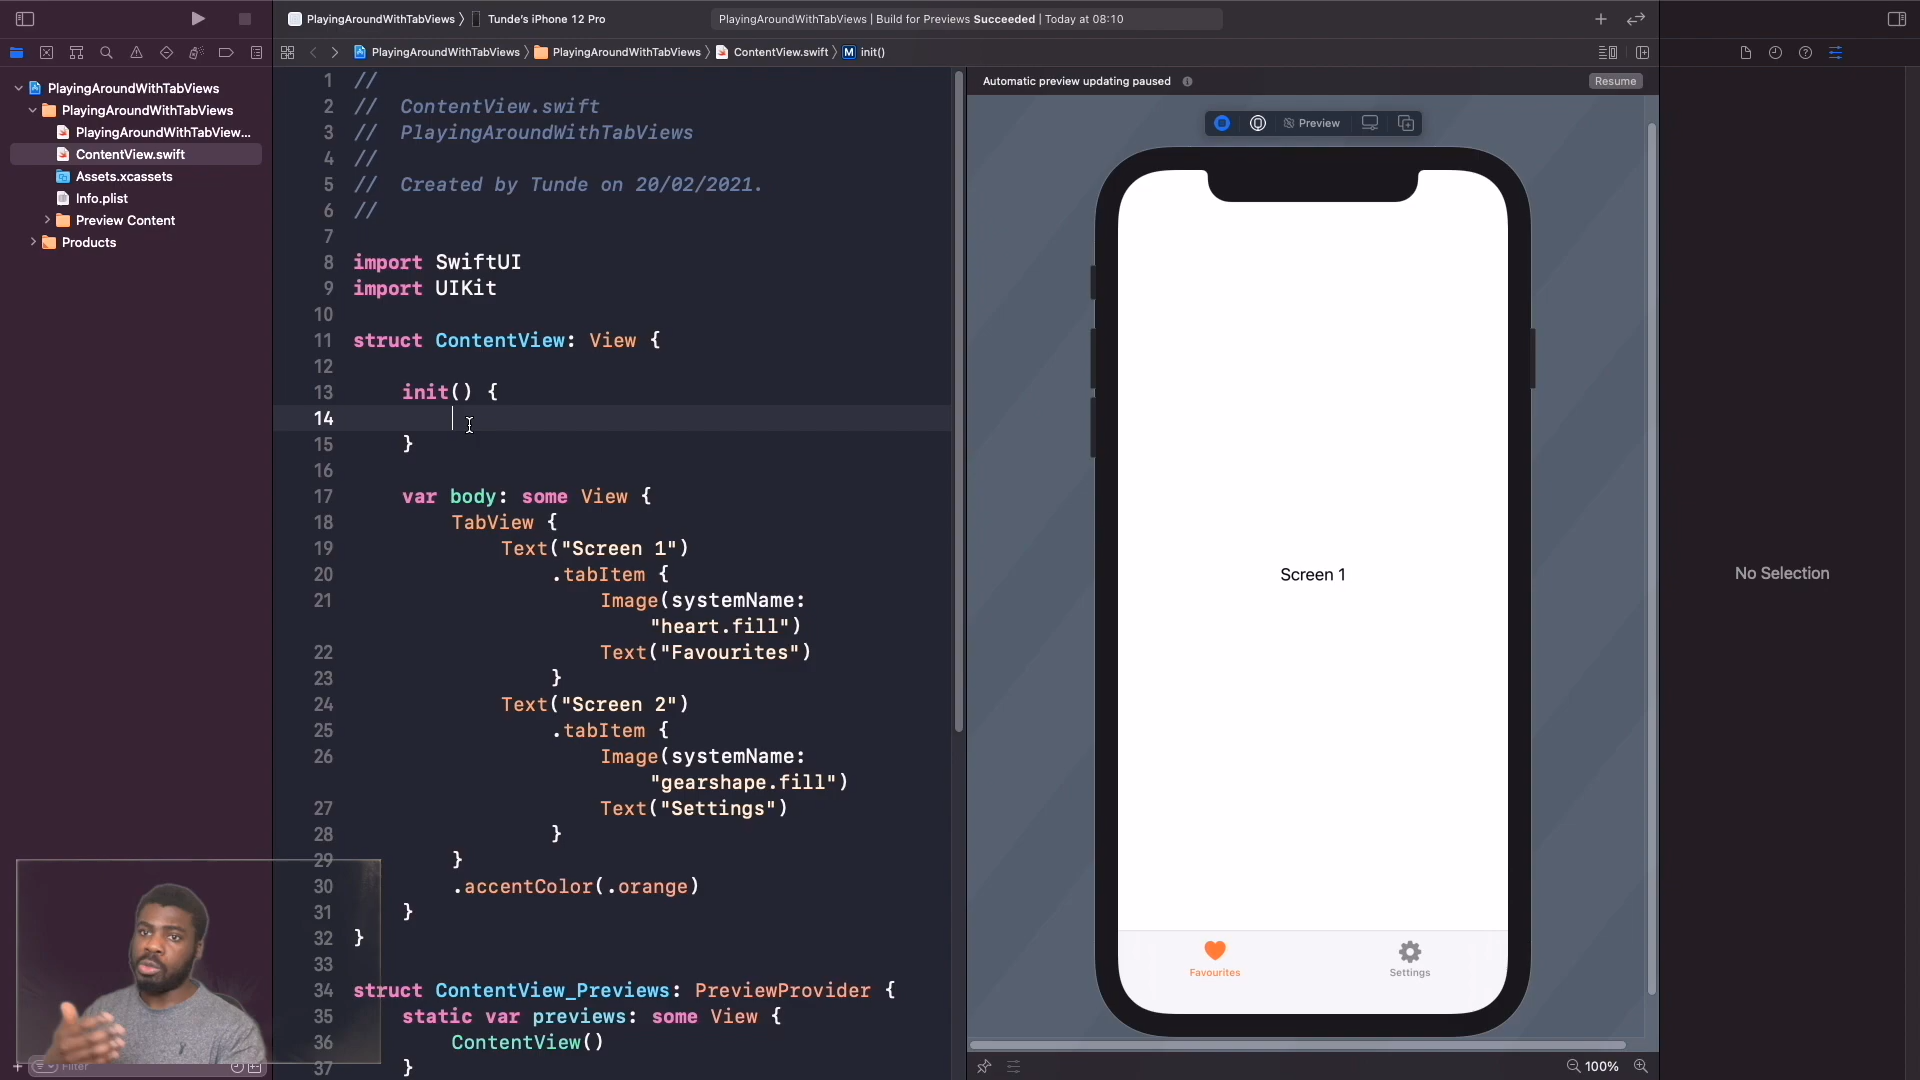 PlayingAroundWithTabViews 〉 Tunde's iPhone 12 Pro
PlayingAroundWithTabViews | Build for Previews Succeeded | Today at 08:10
PlayingAroundWithTabViews 〉 PlayingAroundWithTabViews 〉 ContentView.swift 〉 M init()
PlayingAroundWithTabViews
PlayingAroundWithTabViews
PlayingAroundWithTabView...
ContentView.swift
Assets.xcassets
Info.plist
Preview Content
Products
Filter
1 //
2 // ContentView.swift
3 // PlayingAroundWithTabViews
4 //
5 // Created by Tunde on 20/02/2021.
6 //
7
8 import SwiftUI
9 import UIKit
10
11 struct ContentView: View {
12
13 init() {
14
15 }
16
17 var body: some View {
18 TabView {
19 Text("Screen 1")
20 .tabItem {
21 Image(systemName:
"heart.fill")
22 Text("Favourites")
23 }
24 Text("Screen 2")
25 .tabItem {
26 Image(systemName:
"gearshape.fill")
27 Text("Settings")
28 }
29 }
30 .accentColor(.orange)
31 }
32 }
33
34 struct ContentView_Previews: PreviewProvider {
35 static var previews: some View {
36 ContentView()
37 }
Automatic preview updating paused
Resume
Preview
Screen 1
Favourites
Settings
100%
No Selection